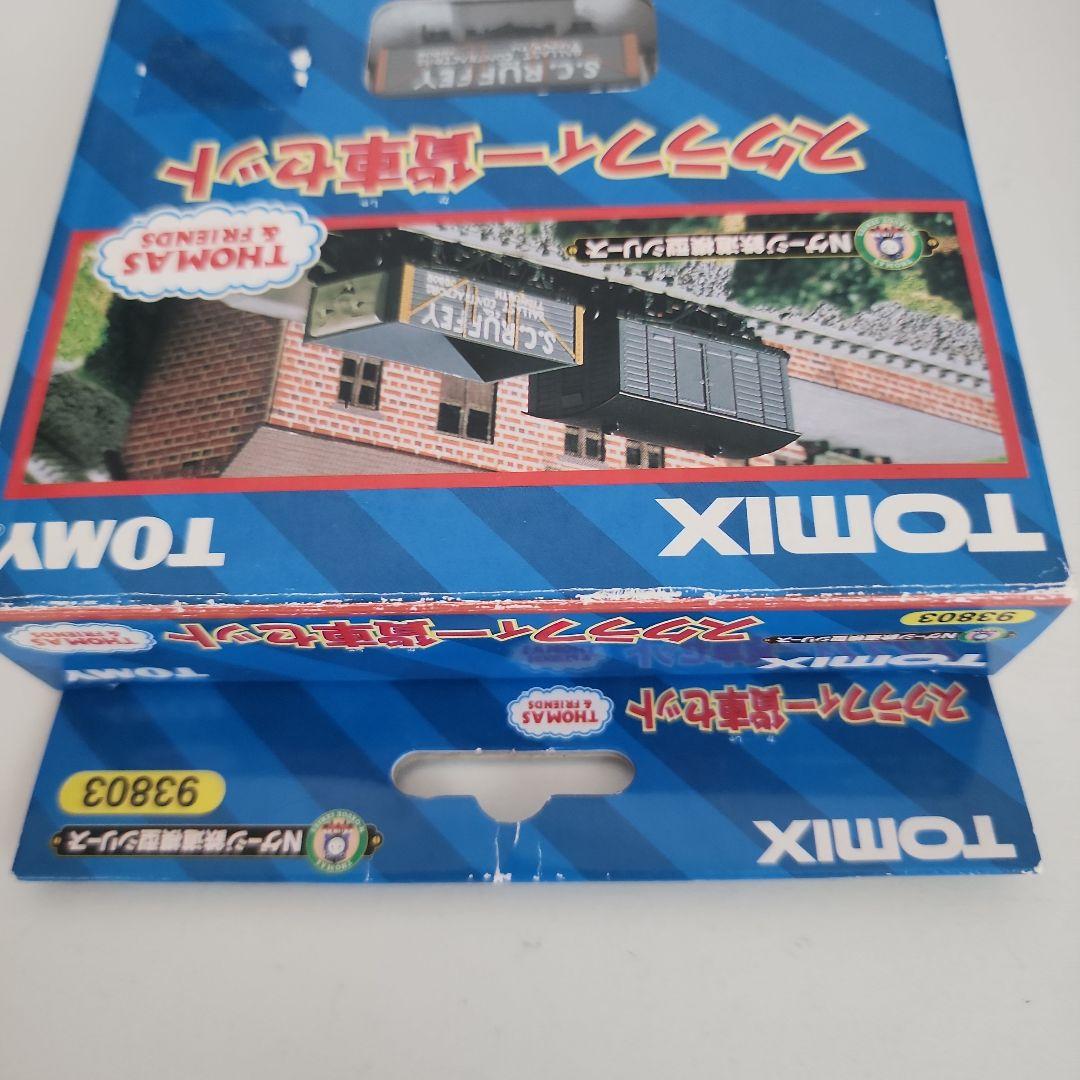 TOMIX
Nゲージ鉄道模型シリーズ
93803
スクラフィー貨車セット
THOMAS
& FRIENDS
TOMIX
TOMY
Nゲージ鉄道模型シリーズ
93803
スクラフィー貨車セット
THOMAS
& FRIENDS
TOMIX
TOMY
S.C.RUFFEY
Nゲージ鉄道模型シリーズ
THOMAS
& FRIENDS
スクラフィー貨車セット
かしゃ
S.C.RUFFEY